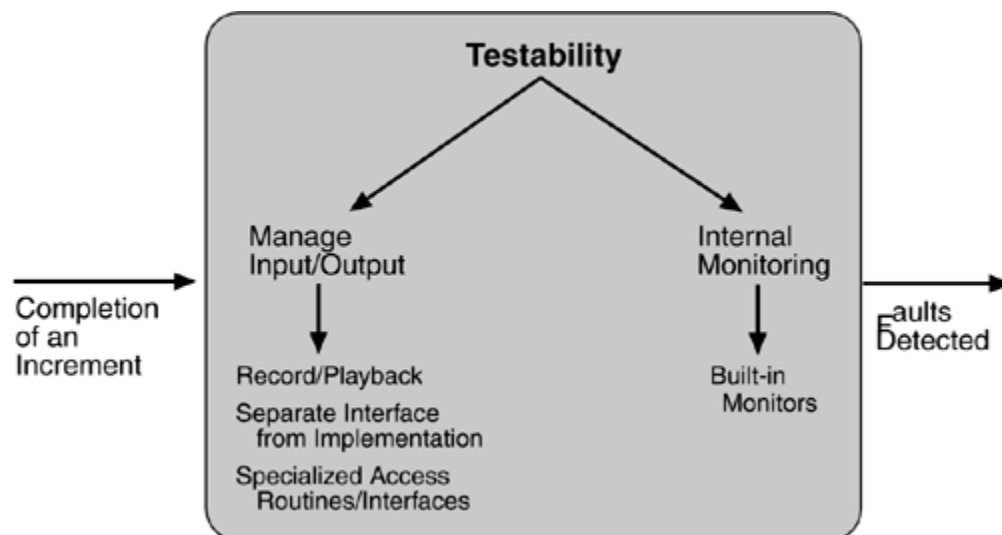 Testability
Manage
Input/Output
Internal
Monitoring
Completion
of an
Increment
Faults
Detected
Record/Playback
Separate Interface
from Implementation
Specialized Access
Routines/Interfaces
Built-in
Monitors